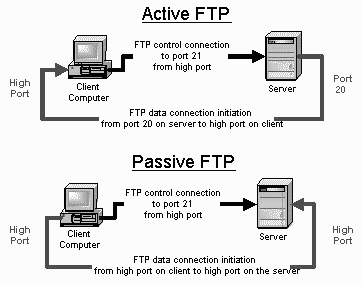 Active FTP
FTP control connection
to port 21
from high port
High
Port
Client
Computer
Server
Port
20
FTP data connection initiation
from port 20 on server to high port on client
Passive FTP
FTP control connection
to port 21
from high port
High
Port
Client
Computer
Server
High
Port
FTP data connection initiation
from high port on client to high port on the server